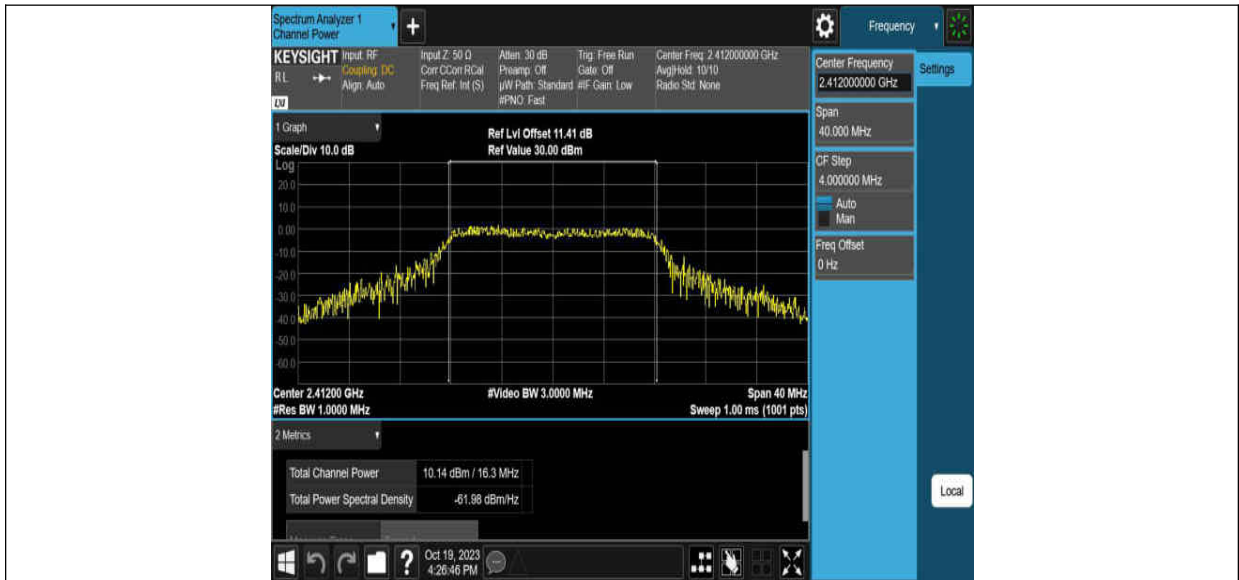 Spectrum Analyzer 1
Channel Power
+
Frequency
KEYSIGHT Input: RF
Coupling: DC
Align: Auto
RL
LXI
Input Z: 50 Ω
Corr CCorr RCal
Freq Ref: Int (S)
Atten: 30 dB
Preamp: Off
µW Path: Standard
#PNO: Fast
Trig: Free Run
Gate: Off
#IF Gain: Low
Center Freq: 2.412000000 GHz
Avg|Hold: 10/10
Radio Std: None
Center Frequency
2.412000000 GHz
Settings
Span
40.000 MHz
CF Step
4.000000 MHz
Auto
Man
Freq Offset
0 Hz
1 Graph
Scale/Div 10.0 dB
Ref Lvl Offset 11.41 dB
Ref Value 30.00 dBm
Log
20.0
10.0
0.00
-10.0
-20.0
-30.0
-40.0
-50.0
-60.0
Center 2.41200 GHz
#Video BW 3.0000 MHz
Span 40 MHz
#Res BW 1.0000 MHz
Sweep 1.00 ms (1001 pts)
2 Metrics
Total Channel Power 10.14 dBm / 16.3 MHz
Total Power Spectral Density -61.98 dBm/Hz
Local
?
Oct 19, 2023
4:26:46 PM